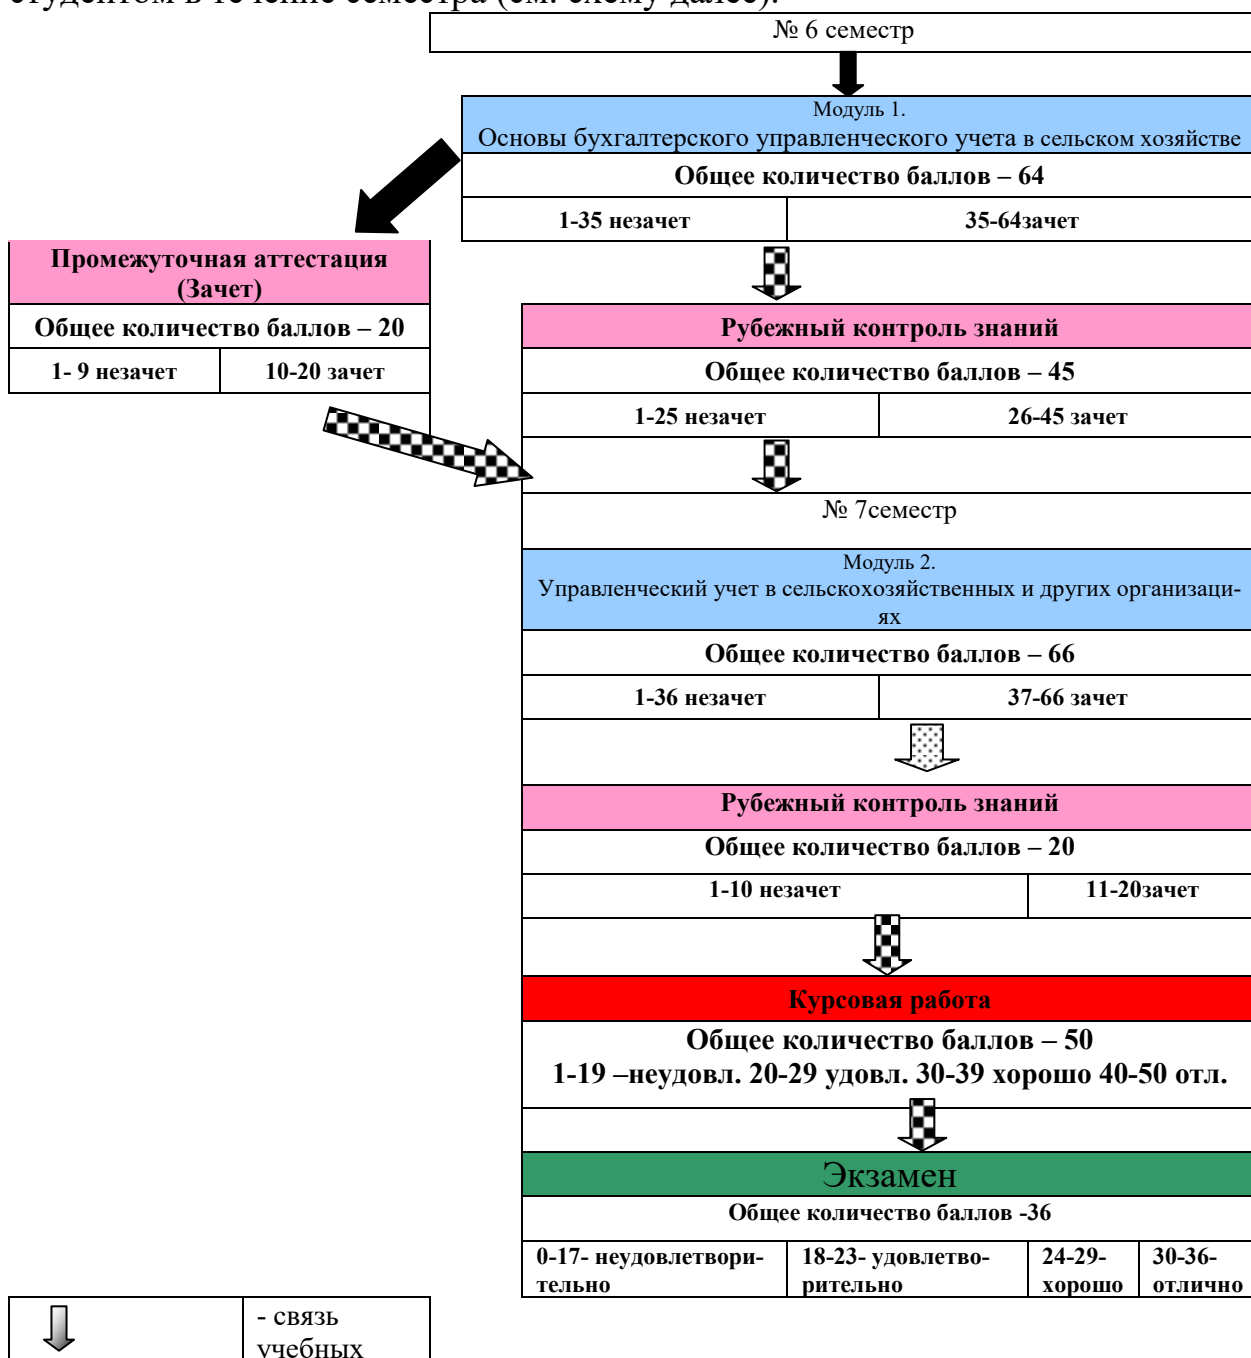 студентом в течение семестра (см. схему далее).
№ 6 семестр
Модуль 1.
Основы бухгалтерского управленческого учета в сельском хозяйстве
Общее количество баллов – 64
1-35 незачет
35-64зачет
Промежуточная аттестация
(Зачет)
Общее количество баллов – 20
1- 9 незачет
10-20 зачет
Рубежный контроль знаний
Общее количество баллов – 45
1-25 незачет
26-45 зачет
№ 7семестр
Модуль 2.
Управленческий учет в сельскохозяйственных и других организаци-
ях
Общее количество баллов – 66
1-36 незачет
37-66 зачет
Рубежный контроль знаний
Общее количество баллов – 20
1-10 незачет
11-20зачет
Курсовая работа
Общее количество баллов – 50
1-19 –неудовл. 20-29 удовл. 30-39 хорошо 40-50 отл.
Экзамен
Общее количество баллов -36
0-17- неудовлетвори-
тельно
18-23- удовлетво-
рительно
24-29-
хорошо
30-36-
отлично
- связь
учебных